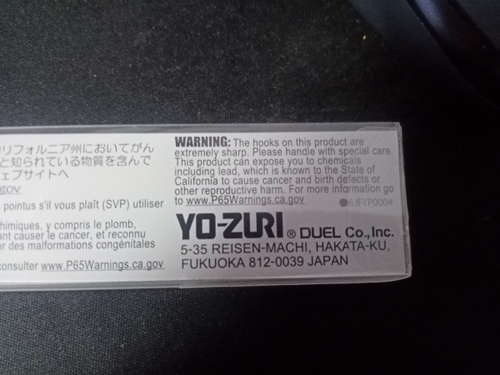 リフォルニア州においてがん
と知られている物質を含んで
ェブサイトへ
gov
pointus s'il vous plaît (SVP) utiliser
himiques, y compris le plomb,
ant causer le cancer, et reconnu
er des malformations congénitales
consulter www.P65Warnings.ca.gov
WARNING: The hooks on this product are
extremely sharp. Please handle with special care.
This product can expose you to chemicals
including lead, which is known to the State of
California to cause cancer and birth defects or
other reproductive harm. For more information go
to www.P65Warnings.ca.gov
●6JFYP0004
YO-ZURI® DUEL Co., Inc.
5-35 REISEN-MACHI, HAKATA-KU,
FUKUOKA 812-0039 JAPAN